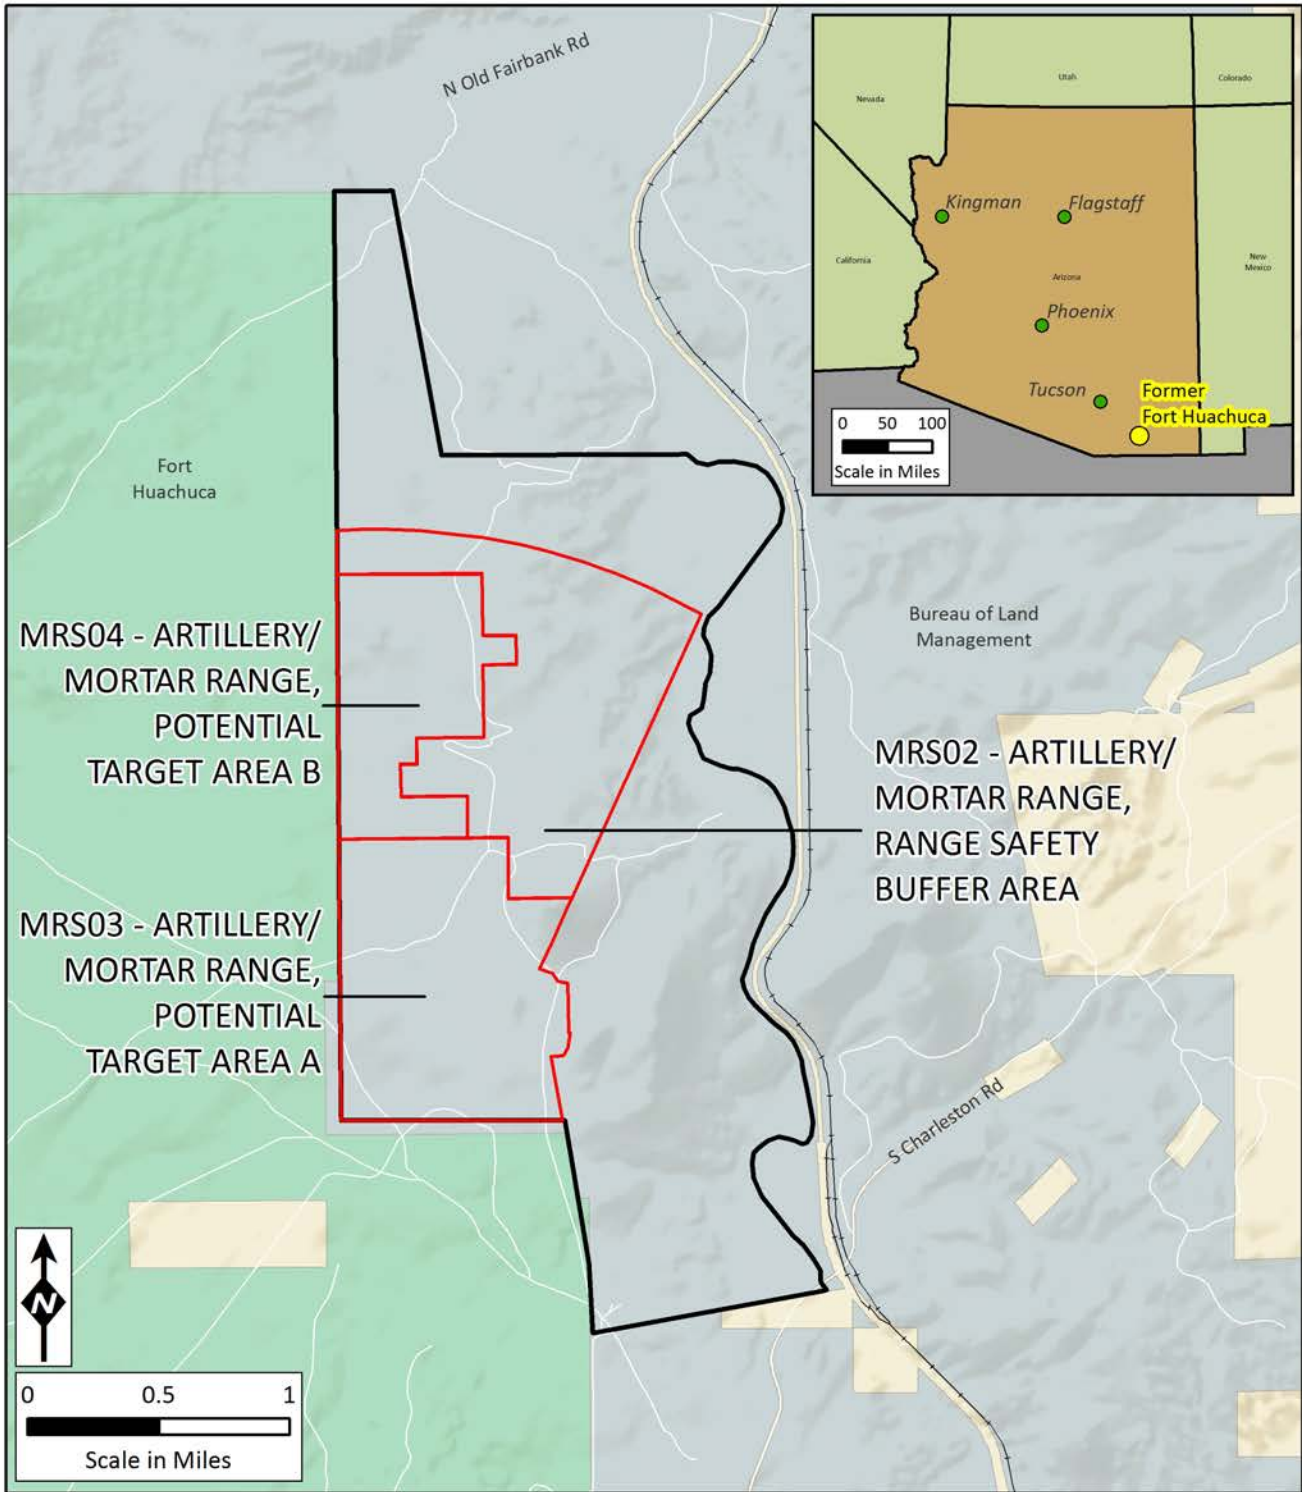 N Old Fairbank Rd
Nevada
Utah
Colorado
Kingman
Flagstaff
California
Arizona
New
Mexico
Phoenix
Tucson
Former
Fort Huachuca
0 50 100
Scale in Miles
Fort
Huachuca
MRS04 - ARTILLERY/
MORTAR RANGE,
POTENTIAL
TARGET AREA B
Bureau of Land
Management
MRS02 - ARTILLERY/
MORTAR RANGE,
RANGE SAFETY
BUFFER AREA
MRS03 - ARTILLERY/
MORTAR RANGE,
POTENTIAL
TARGET AREA A
S Charleston Rd
N
0 0.5 1
Scale in Miles